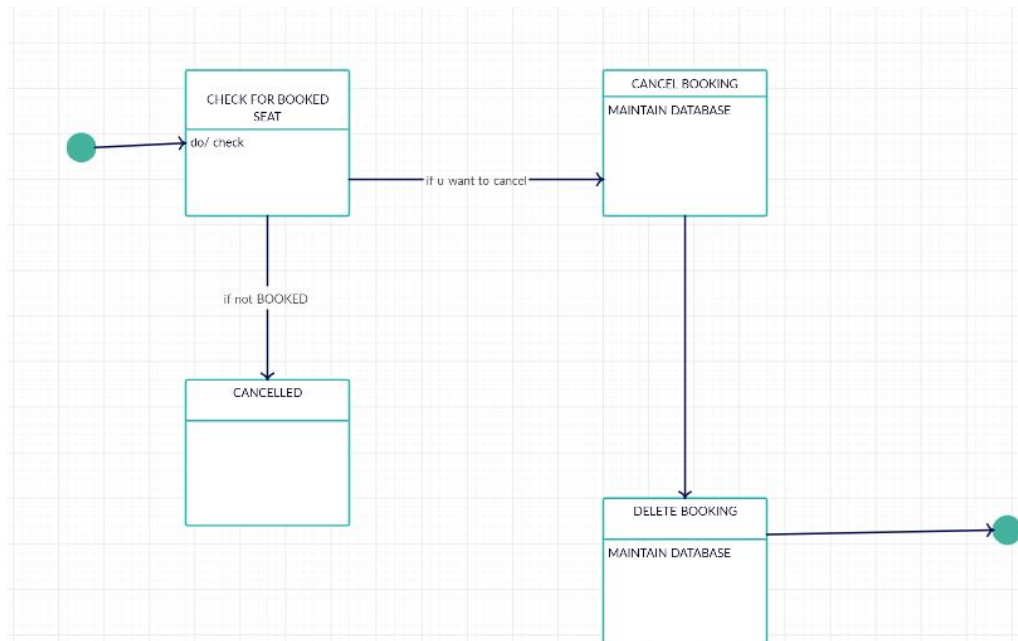 CHECK FOR BOOKED
SEAT
do/ check
CANCEL BOOKING
MAINTAIN DATABASE
if u want to cancel
if not BOOKED
CANCELLED
DELETE BOOKING
MAINTAIN DATABASE